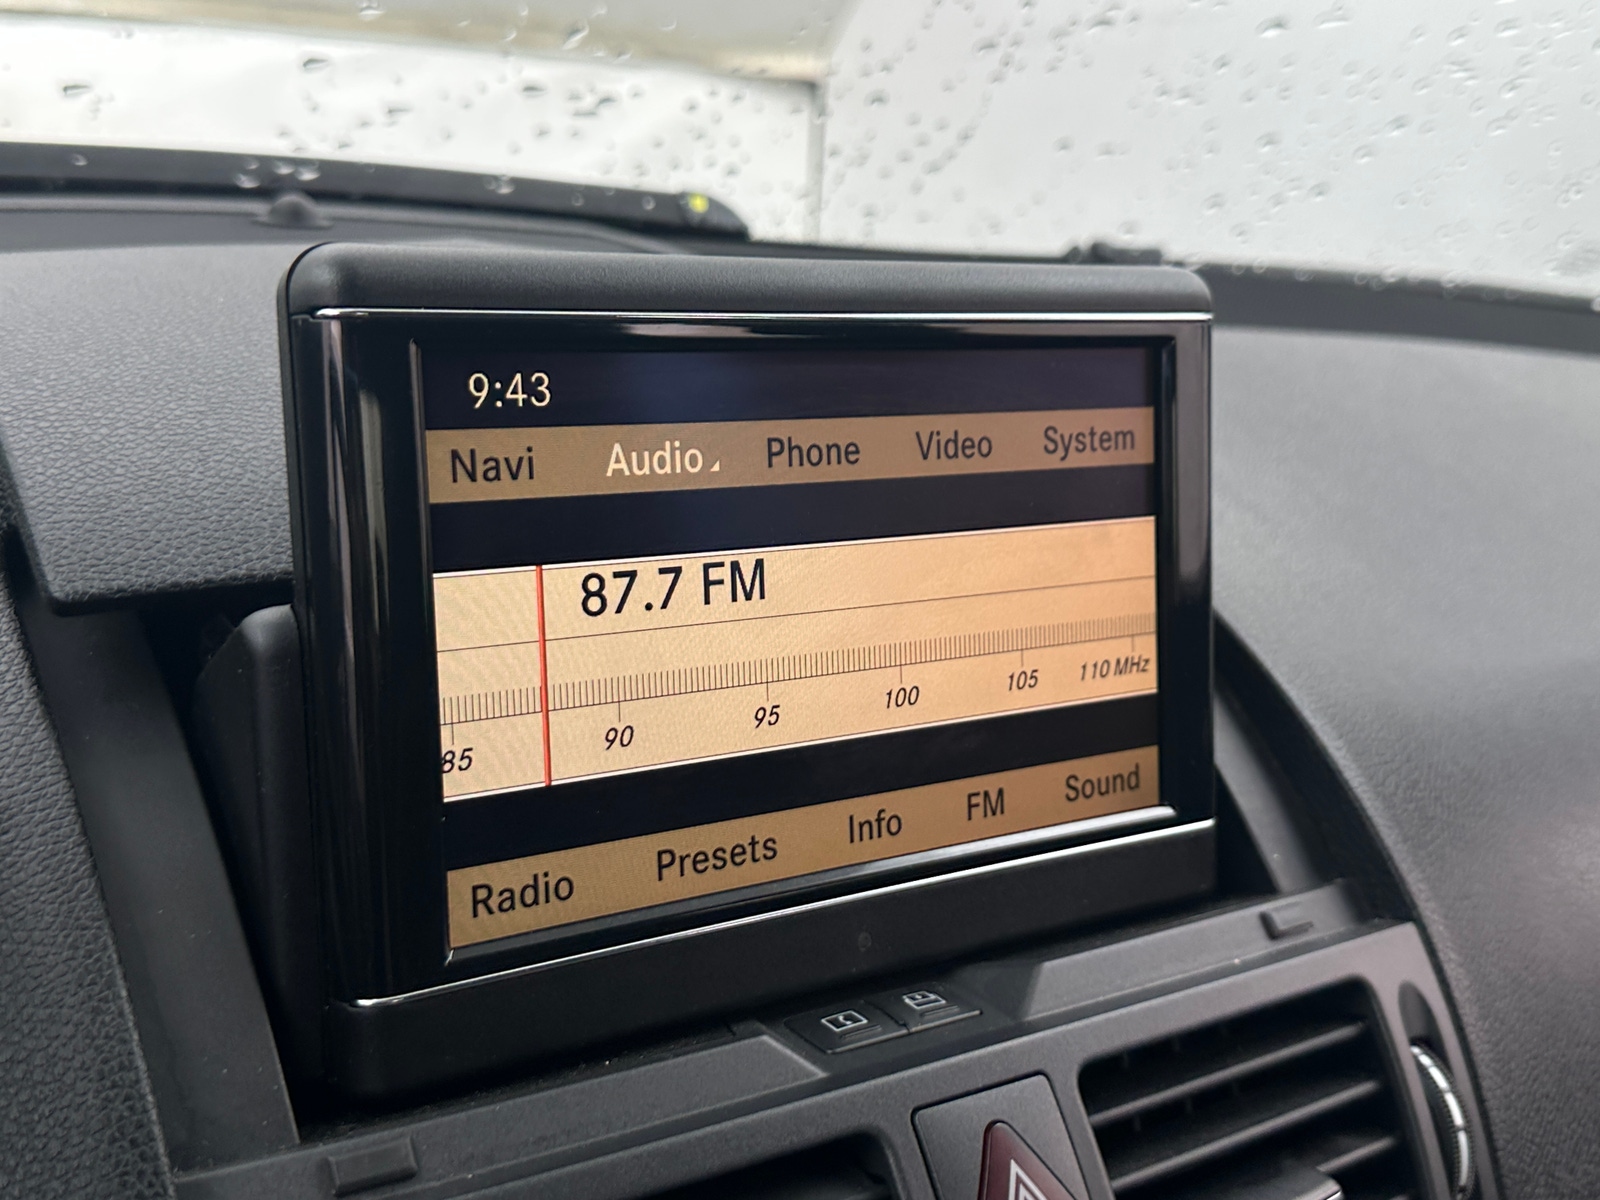 9:43
Navi Audio Phone Video System
87.7 FM
85 90 95 100 105 110 MHz
Radio Presets Info FM Sound